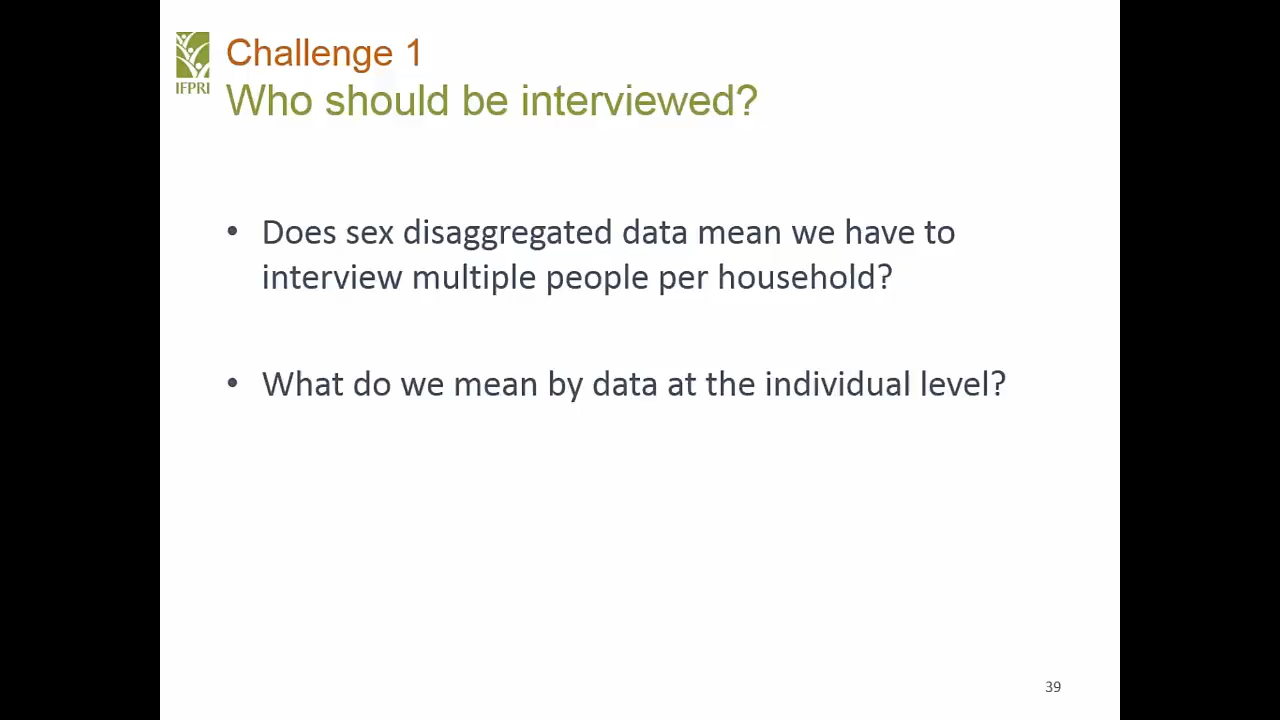 IFPRI
Challenge 1
Who should be interviewed?
• Does sex disaggregated data mean we have to
interview multiple people per household?
• What do we mean by data at the individual level?
39